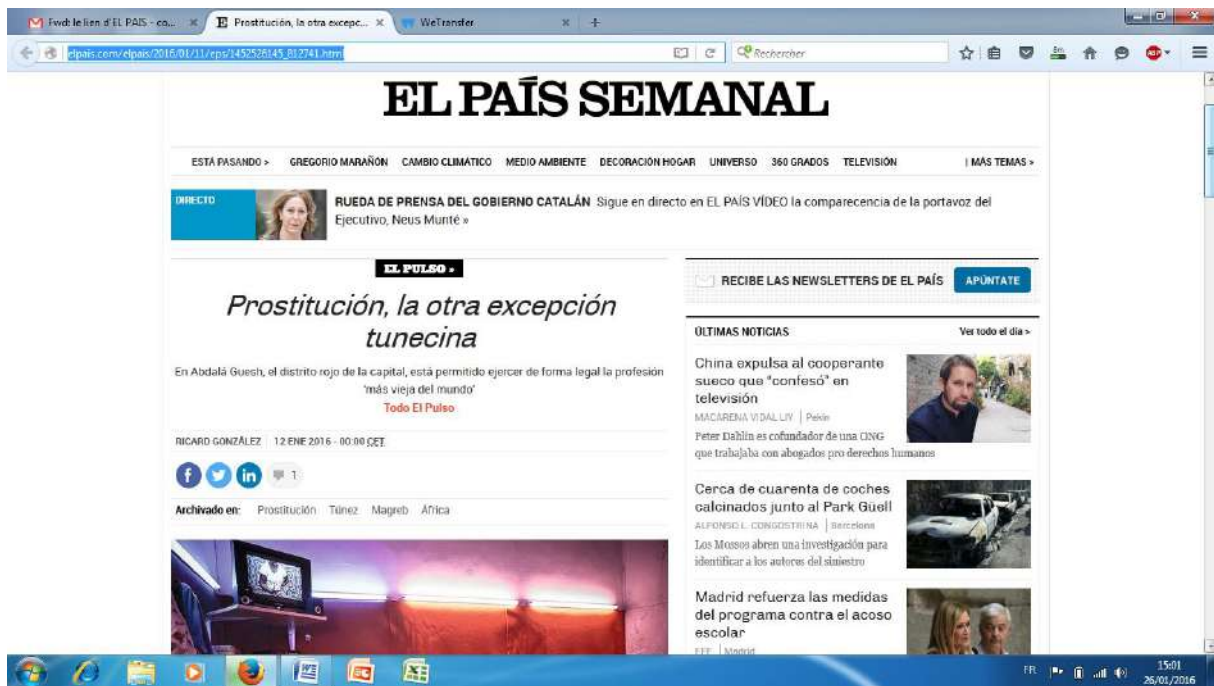 Fwd: le lien d'EL PAIS - co...
Prostitución, la otra excepc...
WeTransfer
elpais.com/elpais/2016/01/11/eps/1452526145_812741.html
Rechercher
EL PAÍS SEMANAL
ESTÁ PASANDO > GREGORIO MARAÑÓN CAMBIO CLIMÁTICO MEDIO AMBIENTE DECORACIÓN HOGAR UNIVERSO 360 GRADOS TELEVISIÓN | MÁS TEMAS >
DIRECTO
RUEDA DE PRENSA DEL GOBIERNO CATALÁN Sigue en directo en EL PAÍS VÍDEO la comparecencia de la portavoz del
Ejecutivo, Neus Munté »
EL PULSO »
Prostitución, la otra excepción
tunecina
En Abdalá Guesh, el distrito rojo de la capital, está permitido ejercer de forma legal la profesión
'más vieja del mundo'
Todo El Pulso
RICARD GONZÁLEZ | 12 ENE 2016 - 00:00 CET
1
Archivado en: Prostitución Túnez Magreb África
RECIBE LAS NEWSLETTERS DE EL PAÍS APÚNTATE
ÚLTIMAS NOTICIAS Ver todo el día >
China expulsa al cooperante
sueco que "confesó" en
televisión
MACARENA VIDAL LIY | Pekín
Peter Dahlin es cofundador de una ONG
que trabajaba con abogados pro derechos humanos
Cerca de cuarenta de coches
calcinados junto al Park Güell
ALFONSO L. CONGOSTRINA | Barcelona
Los Mossos abren una investigación para
identificar a los autores del siniestro
Madrid refuerza las medidas
del programa contra el acoso
escolar
EFE | Madrid
FR
15:01
26/01/2016